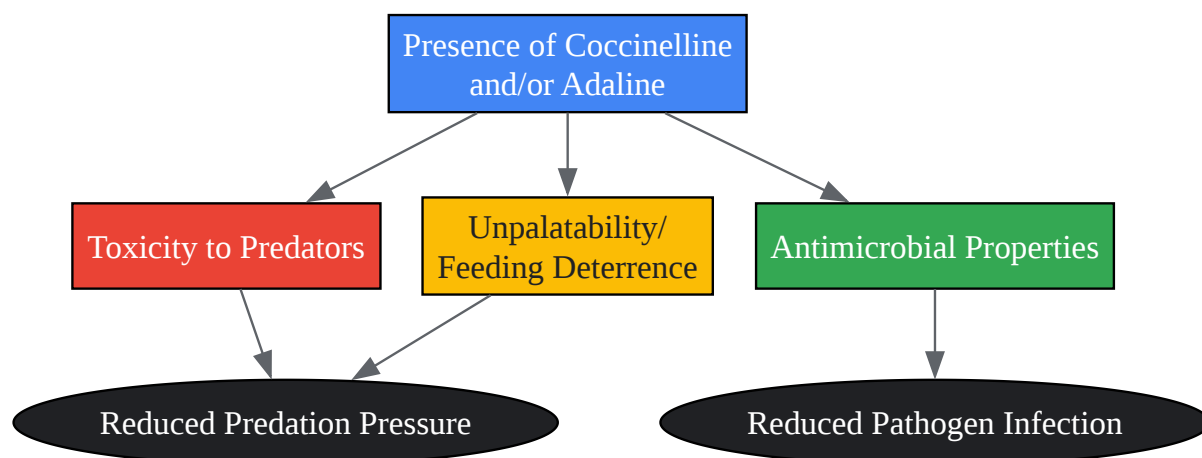 Presence of Coccinelline
and/or Adaline
Toxicity to Predators
Unpalatability/
Feeding Deterrence
Antimicrobial Properties
Reduced Predation Pressure
Reduced Pathogen Infection